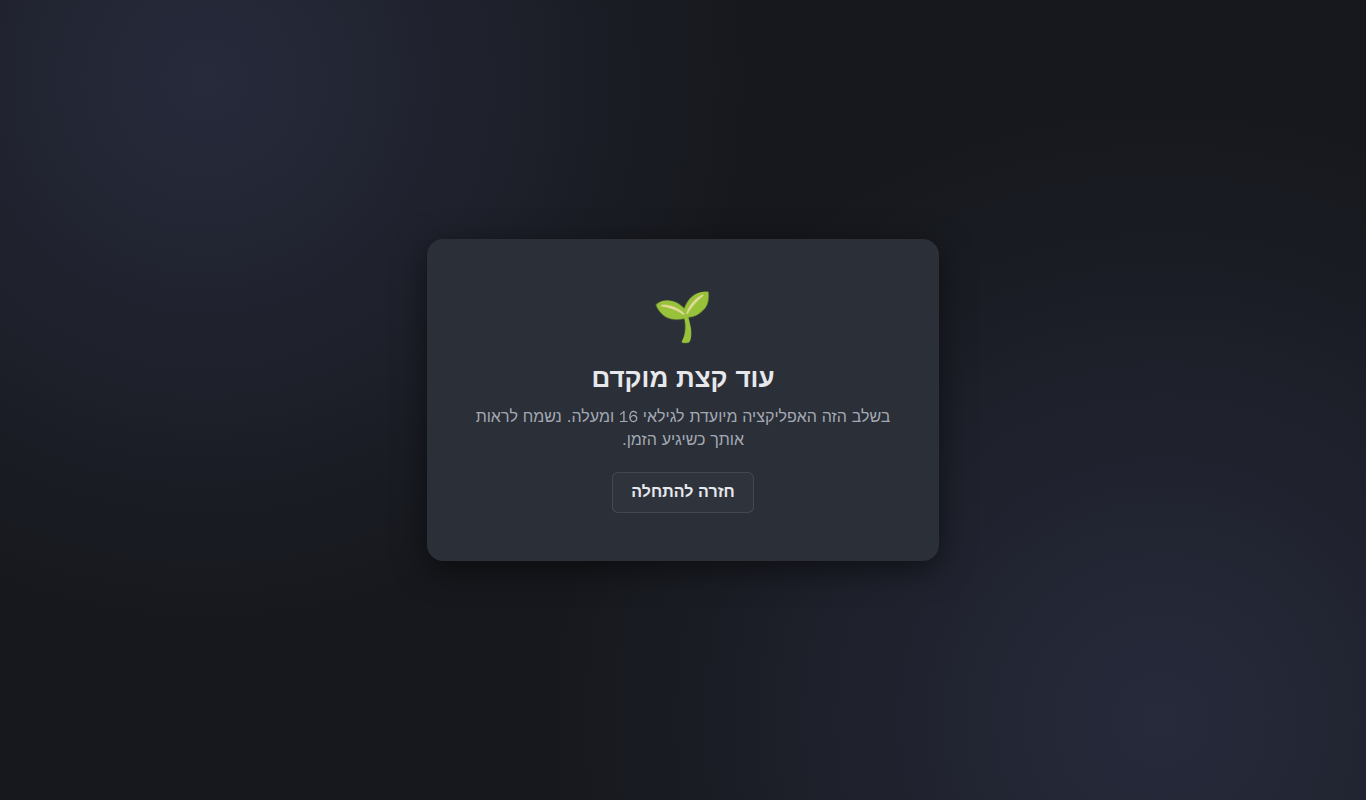 עוד קצת מוקדם
בשלב הזה האפליקציה מיועדת לגילאי 16 ומעלה. נשמח לראות
אותך כשיגיע הזמן.
חזרה להתחלה